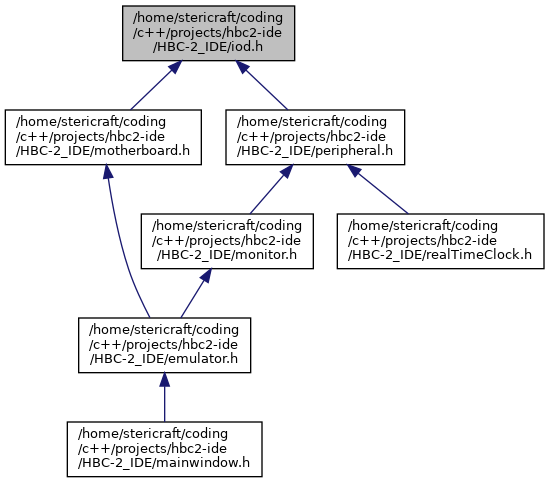 /home/stericraft/coding
/c++/projects/hbc2-ide
/HBC-2_IDE/iod.h
/home/stericraft/coding
/c++/projects/hbc2-ide
/HBC-2_IDE/motherboard.h
/home/stericraft/coding
/c++/projects/hbc2-ide
/HBC-2_IDE/peripheral.h
/home/stericraft/coding
/c++/projects/hbc2-ide
/HBC-2_IDE/monitor.h
/home/stericraft/coding
/c++/projects/hbc2-ide
/HBC-2_IDE/realTimeClock.h
/home/stericraft/coding
/c++/projects/hbc2-ide
/HBC-2_IDE/emulator.h
/home/stericraft/coding
/c++/projects/hbc2-ide
/HBC-2_IDE/mainwindow.h